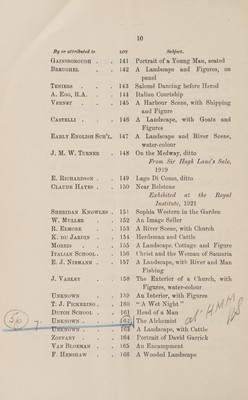 10
By or attributed to LOT Subject.
GAINSBOROUGH . . 141 Portrait of a Young Man, seated
BREUGHEL . . 142 A Landscape and Figures, on
panel
TENIERS . . . 143 Salomé Dancing before Herod
A. EGG, R.A. . . 144 Italian Courtship
VERNET . . . 145 A Harbour Scene, with Shipping
and Figure
CASTELLI . . . 146 A Landscape, with Goats and
Figures
EARLY ENGLISH SCH'L. 147 A Landscape and River Scene,
water-colour
J. M. W. TURNER . 148 On the Medway, ditto
From Sir Hugh Lane's Sale,
1919
E. RICHARDSON . . 149 Lago Di Como, ditto
CLAUDE HAYES . . 150 Near Helstone
Exhibited at the Royal
Institute, 1921
SHERIDAN KNOWLES . 151 Sophia Western in the Garden
W. MULLER . . 152 An Image Seller
R. ELMORE . . 153 A River Scene, with Church
K. DU JARDIN . . 154 Herdsman and Cattle
MORRIS . . . 155 A Landscape, Cottage and Figure
ITALIAN SCHOOL . . 156 Christ and the Woman of Samaria
E. J. NIEMANN . . 157 A Landscape, with River and Man
Fishing
J. VARLEY . . 158 The Exterior of a Church, with
Figures, water-colour
UNKNOWN . . 159 An Interior, with Figures
T. J. PICKERING . . 160 "A Wet Night"
DUTCH SCHOOL . . 161 Head of a Man
UNKNOWN . . . 162 The Alchemist
UNKNOWN . . . 163 A Landscape, with Cattle
ZOFFANY . . . 164 Portrait of David Garrick
VAN BLOEMAN . . 165 An Encampment
F. HENSHAW . . 166 A Wooded Landscape